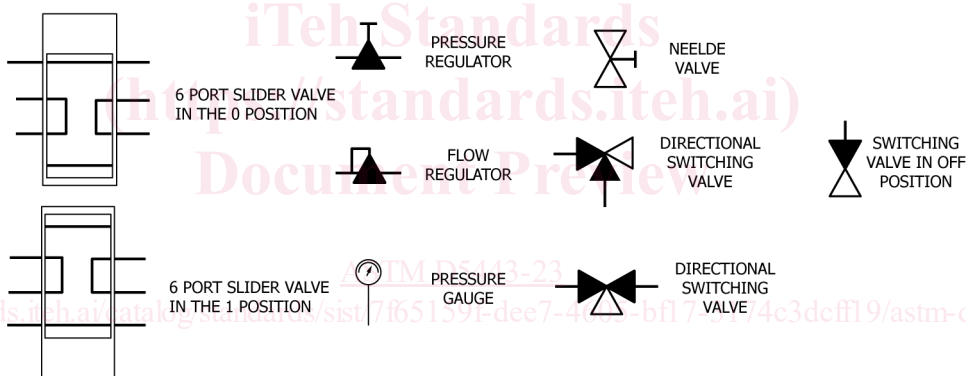 iTeh Standards
(https://standards.iteh.ai)
Document Preview
6 PORT SLIDER VALVE
IN THE 0 POSITION
PRESSURE
REGULATOR
NEELDE
VALVE
FLOW
REGULATOR
DIRECTIONAL
SWITCHING
VALVE
SWITCHING
VALVE IN OFF
POSITION
6 PORT SLIDER VALVE
IN THE 1 POSITION
PRESSURE
GAUGE
DIRECTIONAL
SWITCHING
VALVE
ASTM D5443-23